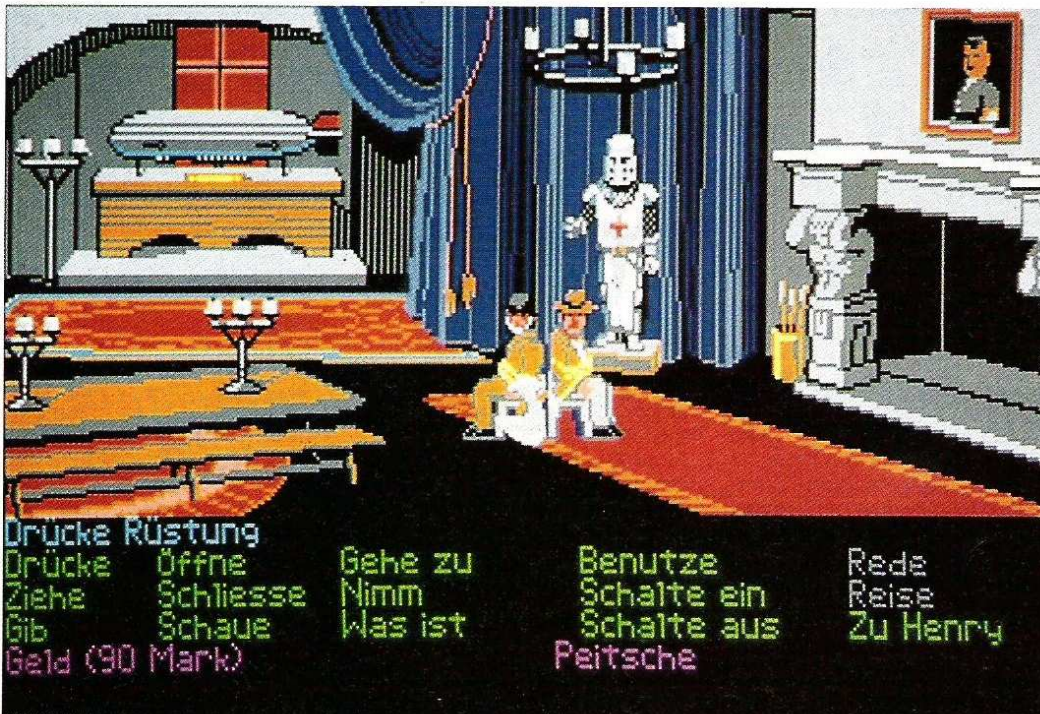 Drücke Rüstung
Drücke Öffne Gehe zu Benutze Rede
Ziehe Schliesse Nimm Schalte ein Reise
Gib Schaue Was ist Schalte aus Zu Henry
Geld (90 Mark) Peitsche